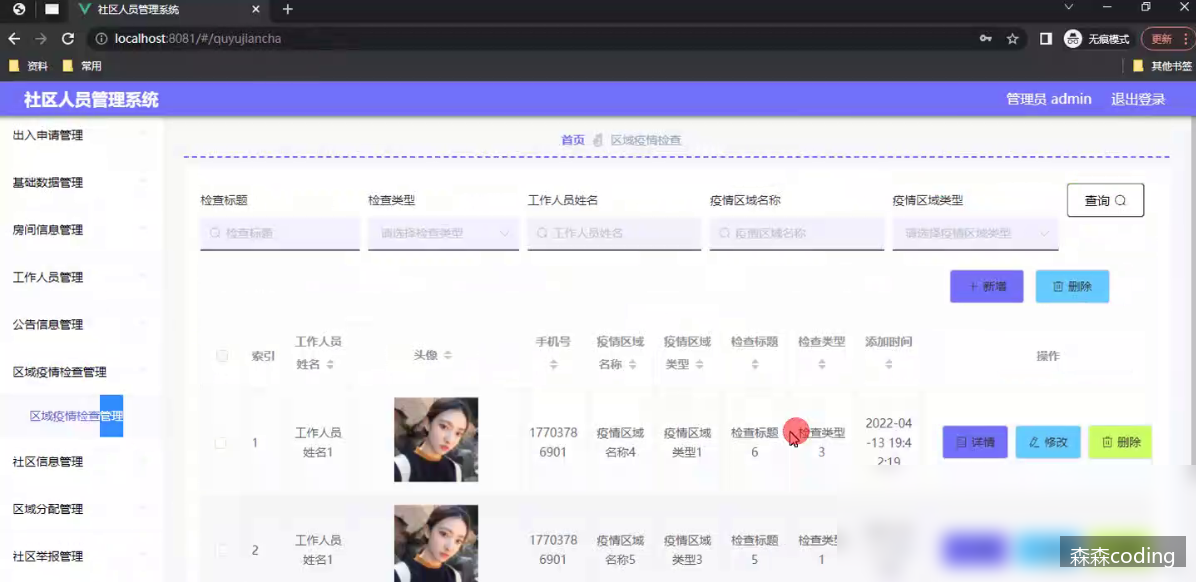 社区人员管理系统
localhost:8081/#/quyujiancha
无痕模式
更新
资料
常用
其他书签
社区人员管理系统
管理员 admin
退出登录
出入申请管理
基础数据管理
房间信息管理
工作人员管理
公告信息管理
区域疫情检查管理
区域疫情检查管理
社区信息管理
区域分配管理
社区举报管理
首页
区域疫情检查
检查标题
检查类型
工作人员姓名
疫情区域名称
疫情区域类型
查询
检查标题
请选择检查类型
工作人员姓名
疫情区域名称
请选择疫情区域类型
新增
删除
索引
工作人员
姓名
头像
手机号
疫情区域
名称
疫情区域
类型
检查标题
检查类型
添加时间
操作
1
工作人员
姓名1
1770378
6901
疫情区域
名称4
疫情区域
类型1
检查标题
6
检查类型
3
2022-04
-13 19:4
2:19
详情
修改
删除
2
工作人员
姓名1
1770378
6901
疫情区域
名称5
疫情区域
类型3
检查标题
5
检查类
1
森森coding